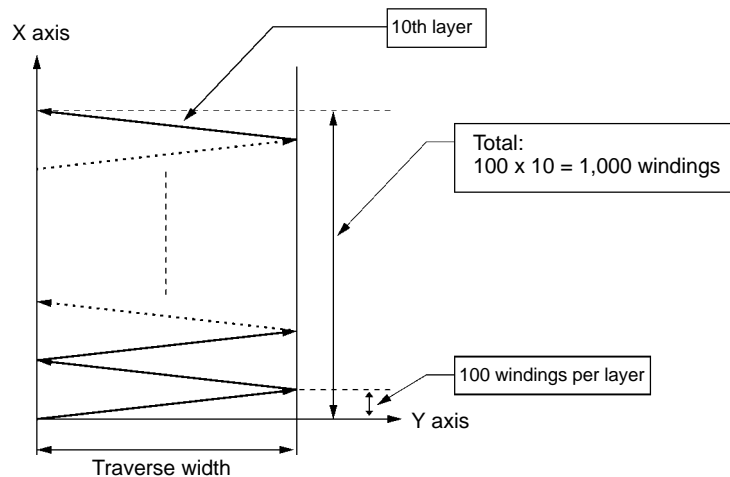 10th layer
X axis
Total:
100 x 10 = 1,000 windings
100 windings per layer
Y axis
Traverse width